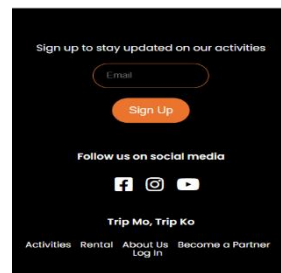 Sign up to stay updated on our activities
Email
Sign Up
Follow us on social media
Trip Mo, Trip Ko
Activities Rental About Us Become a Partner
Log In